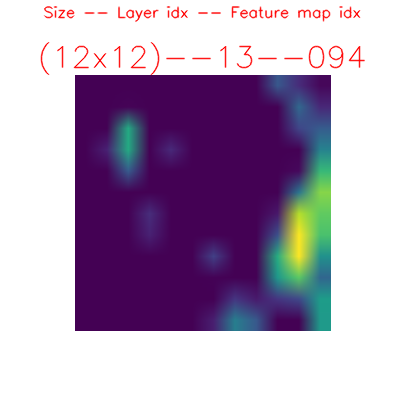 Size -- Layer idx -- Feature map idx
(12x12)--13--094